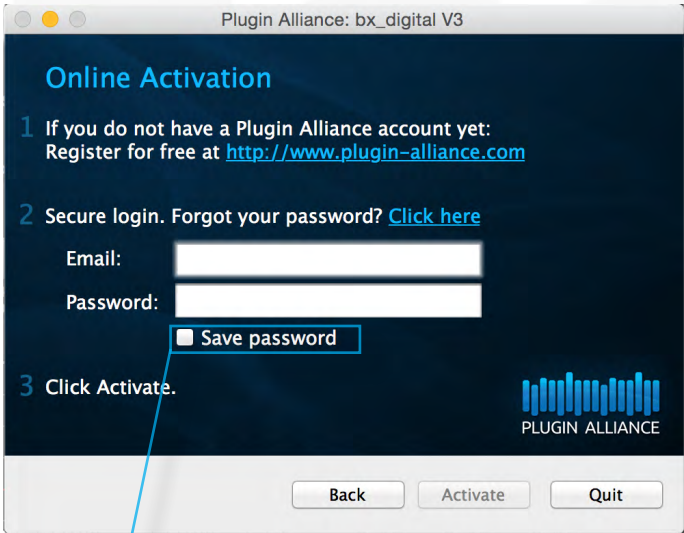 Plugin Alliance: bx_digital V3
Online Activation
1 If you do not have a Plugin Alliance account yet:
Register for free at http://www.plugin-alliance.com
2 Secure login. Forgot your password? Click here
Email:
Password:
Save password
3 Click Activate.
PLUGIN ALLIANCE
Back Activate Quit